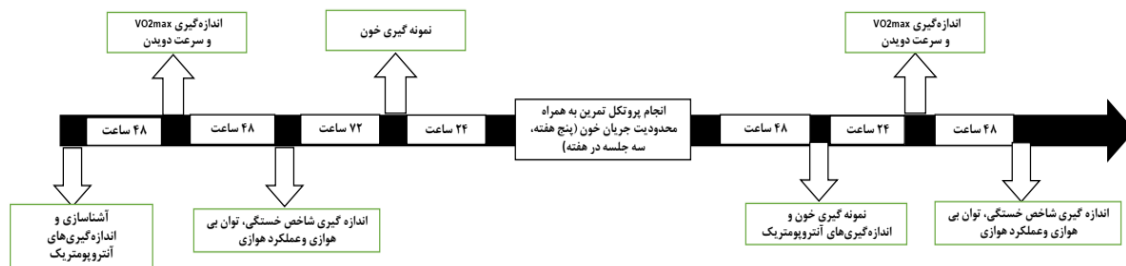 اندازه‌گیری VO2max
و سرعت دویدن
نمونه گیری خون
اندازه‌گیری VO2max
و سرعت دویدن
۴۸ ساعت
۴۸ ساعت
۷۲ ساعت
۲۴ ساعت
انجام پروتکل تمرین به همراه
محدودیت جریان خون (پنج هفته،
سه جلسه در هفته)
۴۸ ساعت
۲۴ ساعت
۴۸ ساعت
آشناسازی و
اندازه‌گیری‌های
آنتروپومتریک
اندازه گیری شاخص خستگی، توان بی
هوازی وعملکرد هوازی
نمونه گیری خون و
اندازه‌گیری‌های آنتروپومتریک
اندازه گیری شاخص خستگی، توان بی
هوازی وعملکرد هوازی